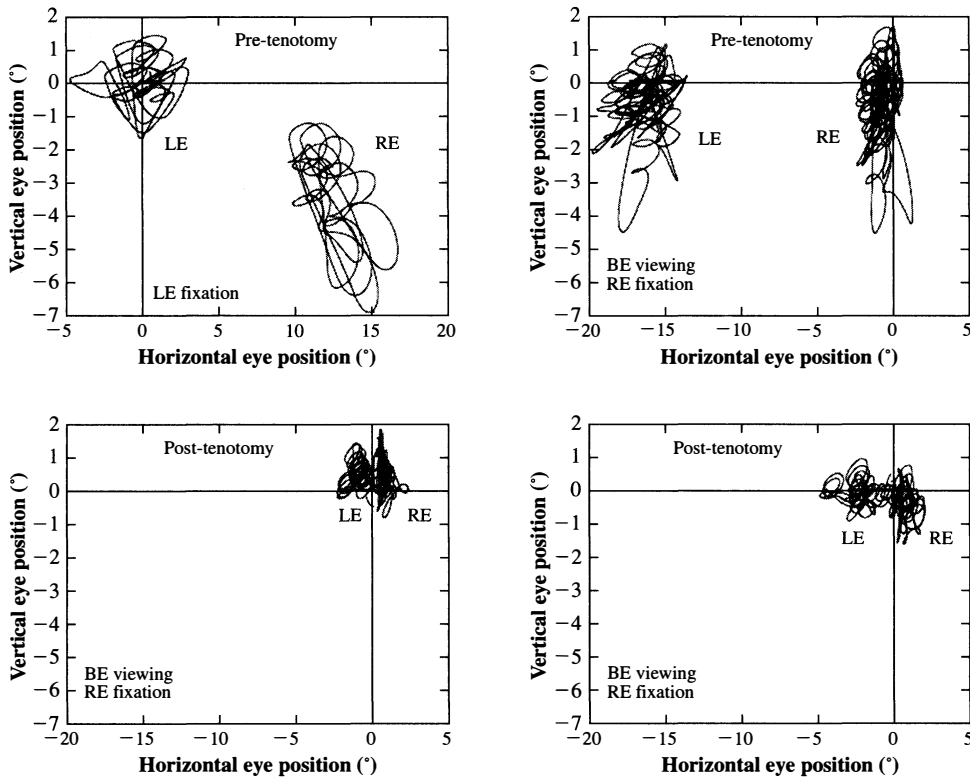 Pre-tenotomy
LE
RE
LE fixation
2
1
0
−1
−2
−3
−4
−5
−6
−7
−5
0
5
10
15
20
Vertical eye position (°)
Horizontal eye position (°)
Pre-tenotomy
LE
RE
BE viewing
RE fixation
2
1
0
−1
−2
−3
−4
−5
−6
−7
−20
−15
−10
−5
0
5
Vertical eye position (°)
Horizontal eye position (°)
Post-tenotomy
LE
RE
BE viewing
RE fixation
2
1
0
−1
−2
−3
−4
−5
−6
−7
−20
−15
−10
−5
0
5
Vertical eye position (°)
Horizontal eye position (°)
Post-tenotomy
LE
RE
BE viewing
RE fixation
2
1
0
−1
−2
−3
−4
−5
−6
−7
−20
−15
−10
−5
0
5
Vertical eye position (°)
Horizontal eye position (°)